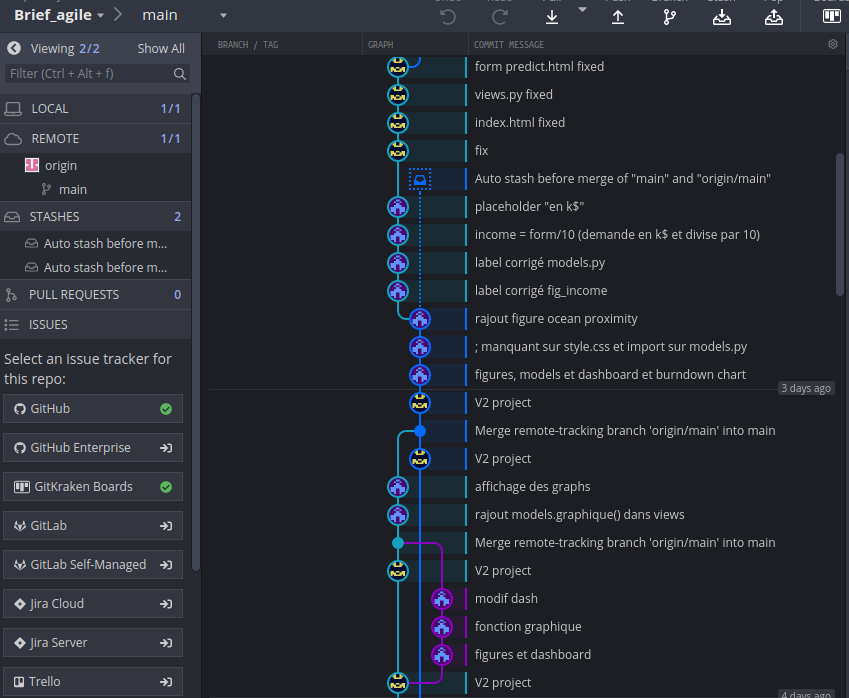 Brief_agile
main
Viewing 2/2 Show All
Filter (Ctrl + Alt + f)
LOCAL 1/1
REMOTE 1/1
origin
main
STASHES 2
Auto stash before m...
Auto stash before m...
PULL REQUESTS 0
ISSUES
Select an issue tracker for
this repo:
GitHub
GitHub Enterprise
GitKraken Boards
GitLab
GitLab Self-Managed
Jira Cloud
Jira Server
Trello
BRANCH / TAG GRAPH COMMIT MESSAGE
form predict.html fixed
views.py fixed
index.html fixed
fix
Auto stash before merge of "main" and "origin/main"
placeholder "en k$"
income = form/10 (demande en k$ et divise par 10)
label corrigé models.py
label corrigé fig_income
rajout figure ocean proximity
; manquant sur style.css et import sur models.py
figures, models et dashboard et burndown chart
3 days ago
V2 project
Merge remote-tracking branch 'origin/main' into main
V2 project
affichage des graphs
rajout models.graphique() dans views
Merge remote-tracking branch 'origin/main' into main
V2 project
modif dash
fonction graphique
figures et dashboard
V2 project
4 days ago